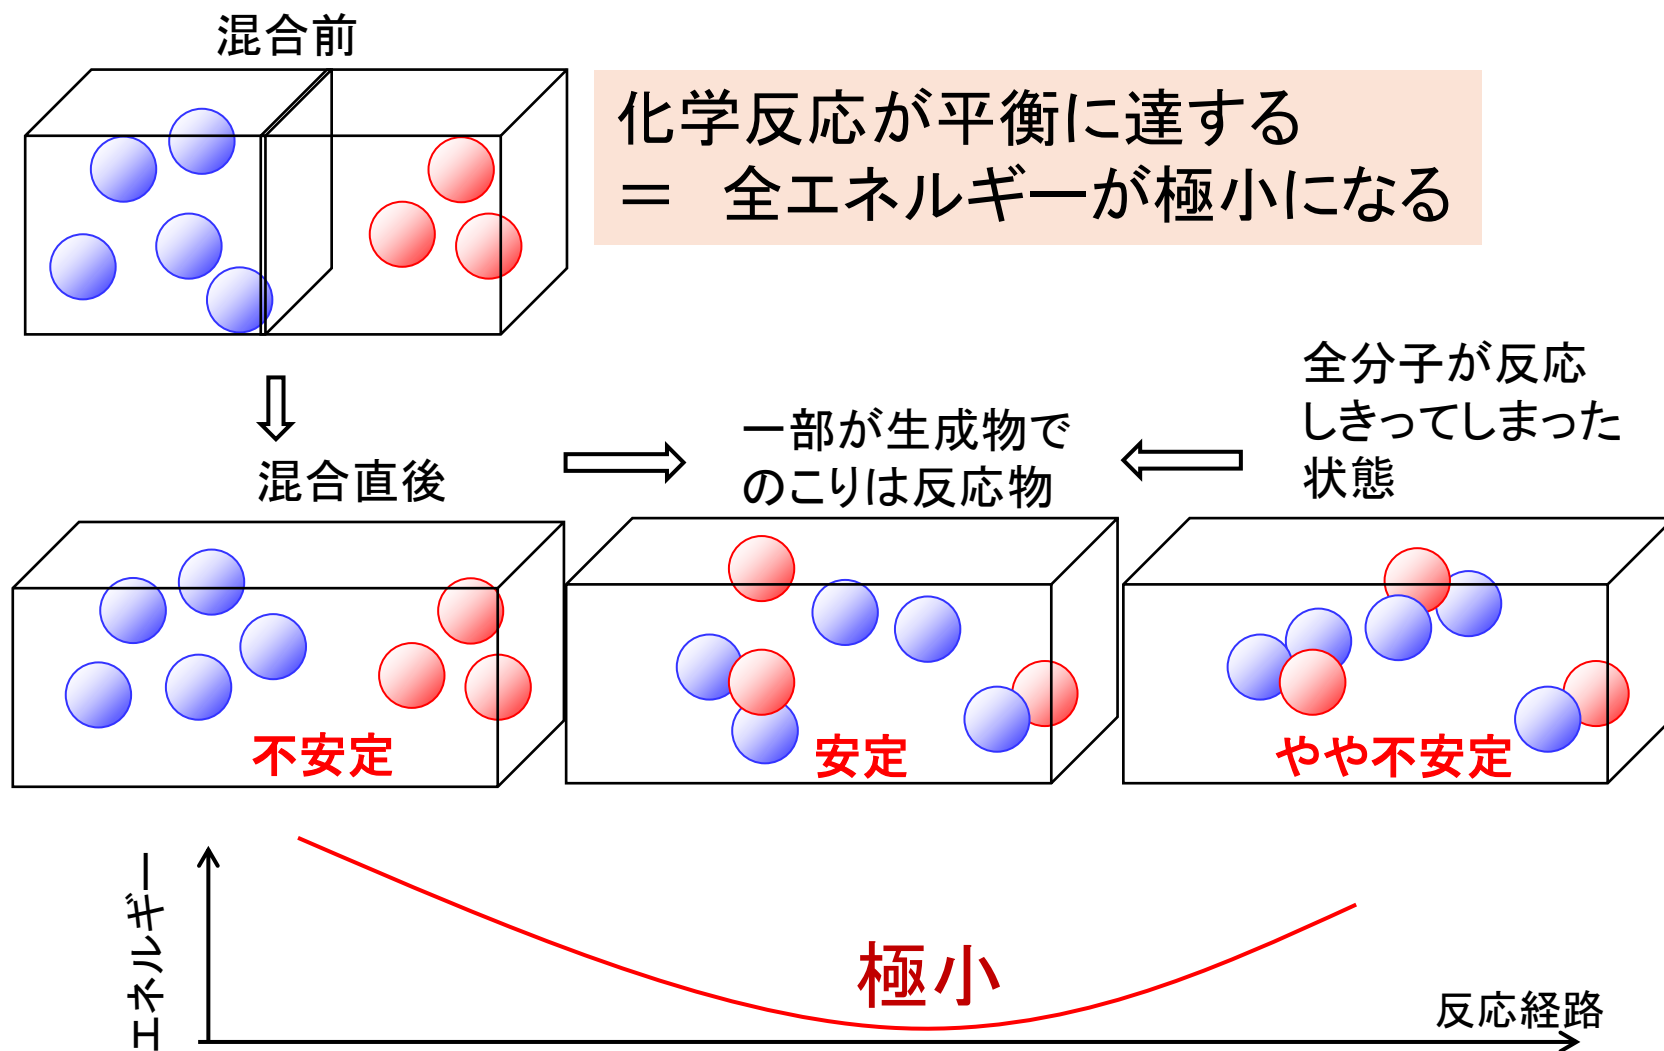 混合前
化学反応が平衡に達する
＝ 全エネルギーが極小になる
混合直後
一部が生成物で
のこりは反応物
全分子が反応
しきってしまった
状態
不安定
安定
やや不安定
エネルギー
極小
反応経路